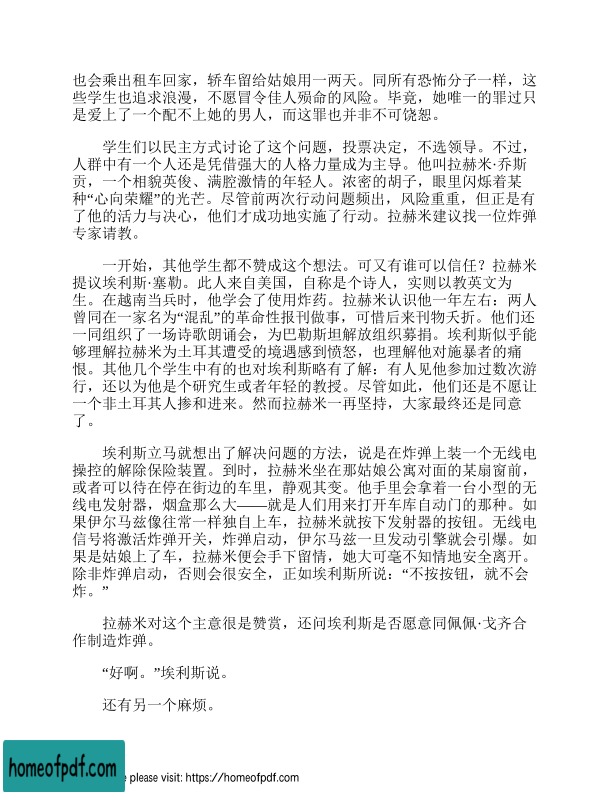 也会乘出租车回家，轿车留给姑娘用一两天。同所有恐怖分子一样，这
些学生也追求浪漫，不愿冒令佳人殒命的风险。毕竟，她唯一的罪过只
是爱上了一个配不上她的男人，而这罪也并非不可饶恕。
学生们以民主方式讨论了这个问题，投票决定，不选领导。不过，
人群中有一个人还是凭借强大的人格力量成为主导。他叫拉赫米·乔斯
贡，一个相貌英俊、满腔激情的年轻人。浓密的胡子，眼里闪烁着某
种“心向荣耀”的光芒。尽管前两次行动问题频出，风险重重，但正是有
了他的活力与决心，他们才成功地实施了行动。拉赫米建议找一位炸弹
专家请教。
一开始，其他学生都不赞成这个想法。可又有谁可以信任？拉赫米
提议埃利斯·塞勒。此人来自美国，自称是个诗人，实则以教英文为
生。在越南当兵时，他学会了使用炸药。拉赫米认识他一年左右：两人
曾同在一家名为“混乱”的革命性报刊做事，可惜后来刊物夭折。他们还
一同组织了一场诗歌朗诵会，为巴勒斯坦解放组织募捐。埃利斯似乎能
够理解拉赫米为土耳其遭受的境遇感到愤怒，也理解他对施暴者的痛
恨。其他几个学生中有的也对埃利斯略有了解：有人见他参加过数次游
行，还以为他是个研究生或者年轻的教授。尽管如此，他们还是不愿让
一个非土耳其人掺和进来。然而拉赫米一再坚持，大家最终还是同意
了。
埃利斯立马就想出了解决问题的方法，说是在炸弹上装一个无线电
操控的解除保险装置。到时，拉赫米坐在那姑娘公寓对面的某扇窗前，
或者可以待在停在街边的车里，静观其变。他手里会拿着一台小型的无
线电发射器，烟盒那么大——就是人们用来打开车库自动门的那种。如
果伊尔马兹像往常一样独自上车，拉赫米就按下发射器的按钮。无线电
信号将激活炸弹开关，炸弹启动，伊尔马兹一旦发动引擎就会引爆。如
果是姑娘上了车，拉赫米便会手下留情，她大可毫不知情地安全离开。
除非炸弹启动，否则会很安全，正如埃利斯所说：“不按按钮，就不会
炸。”
拉赫米对这个主意很是赞赏，还问埃利斯是否愿意同佩佩·戈齐合
作制造炸弹。
“好啊。”埃利斯说。
还有另一个麻烦。
homeofpdf.com
e please visit: https://homeofpdf.com